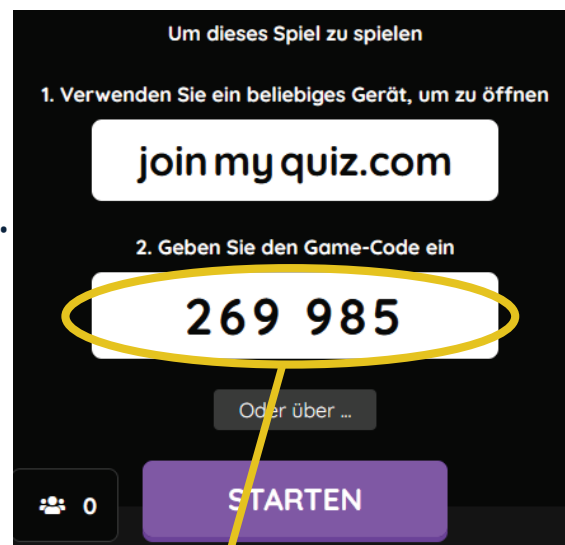 Um dieses Spiel zu spielen
1. Verwenden Sie ein beliebiges Gerät, um zu öffnen
joinmyquiz.com
2. Geben Sie den Game-Code ein
269 985
Oder über ...
0
STARTEN